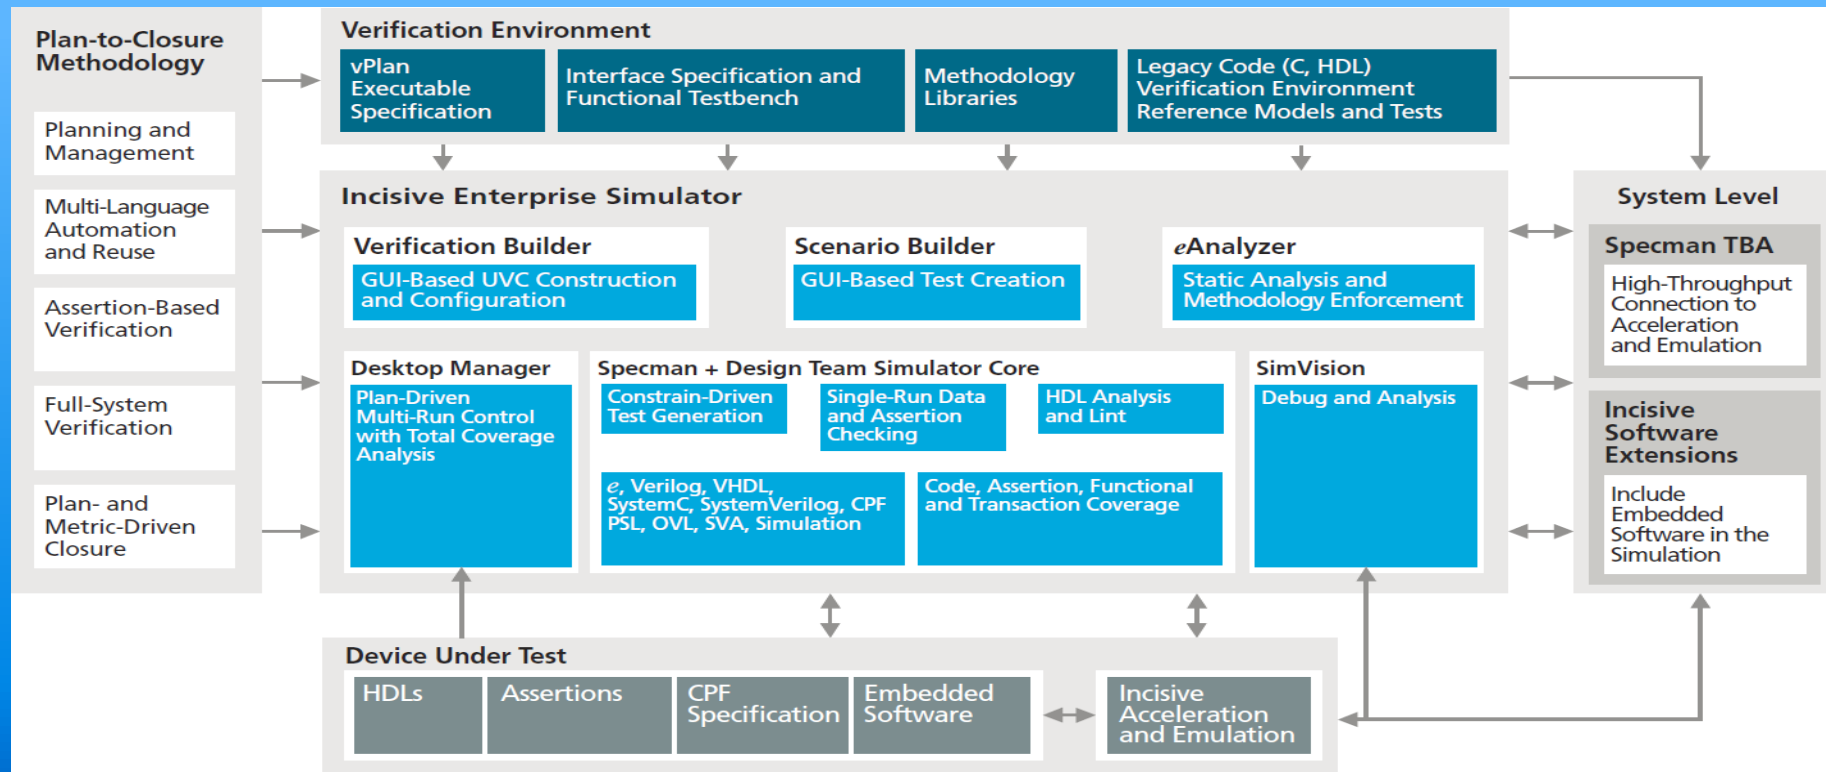 Plan-to-Closure
Methodology
Planning and
Management
Multi-Language
Automation
and Reuse
Assertion-Based
Verification
Full-System
Verification
Plan- and
Metric-Driven
Closure
Verification Environment
vPlan
Executable
Specification
Interface Specification and
Functional Testbench
Methodology
Libraries
Legacy Code (C, HDL)
Verification Environment
Reference Models and Tests
Incisive Enterprise Simulator
Verification Builder
GUI-Based UVC Construction
and Configuration
Scenario Builder
GUI-Based Test Creation
eAnalyzer
Static Analysis and
Methodology Enforcement
Desktop Manager
Plan-Driven
Multi-Run Control
with Total Coverage
Analysis
Specman + Design Team Simulator Core
Constrain-Driven
Test Generation
Single-Run Data
and Assertion
Checking
HDL Analysis
and Lint
e, Verilog, VHDL,
SystemC, SystemVerilog, CPF
PSL, OVL, SVA, Simulation
Code, Assertion, Functional
and Transaction Coverage
SimVision
Debug and Analysis
System Level
Specman TBA
High-Throughput
Connection to
Acceleration
and Emulation
Incisive
Software
Extensions
Include
Embedded
Software in the
Simulation
Device Under Test
HDLs
Assertions
CPF
Specification
Embedded
Software
Incisive
Acceleration
and Emulation